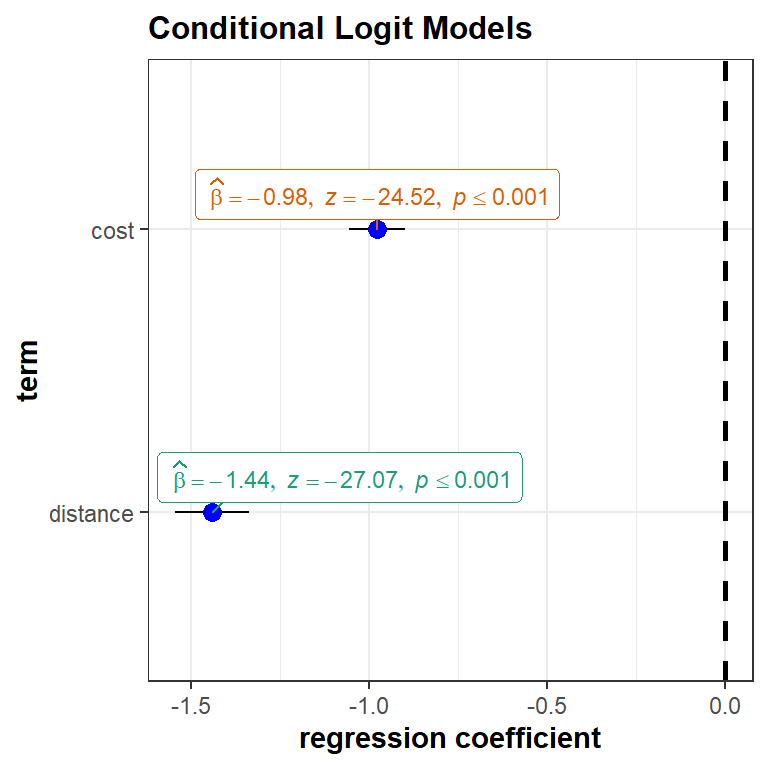 Conditional Logit Models
β̂ = −0.98, z = −24.52, p ≤ 0.001
cost
term
β̂ = −1.44, z = −27.07, p ≤ 0.001
distance
-1.5 -1.0 -0.5 0.0
regression coefficient